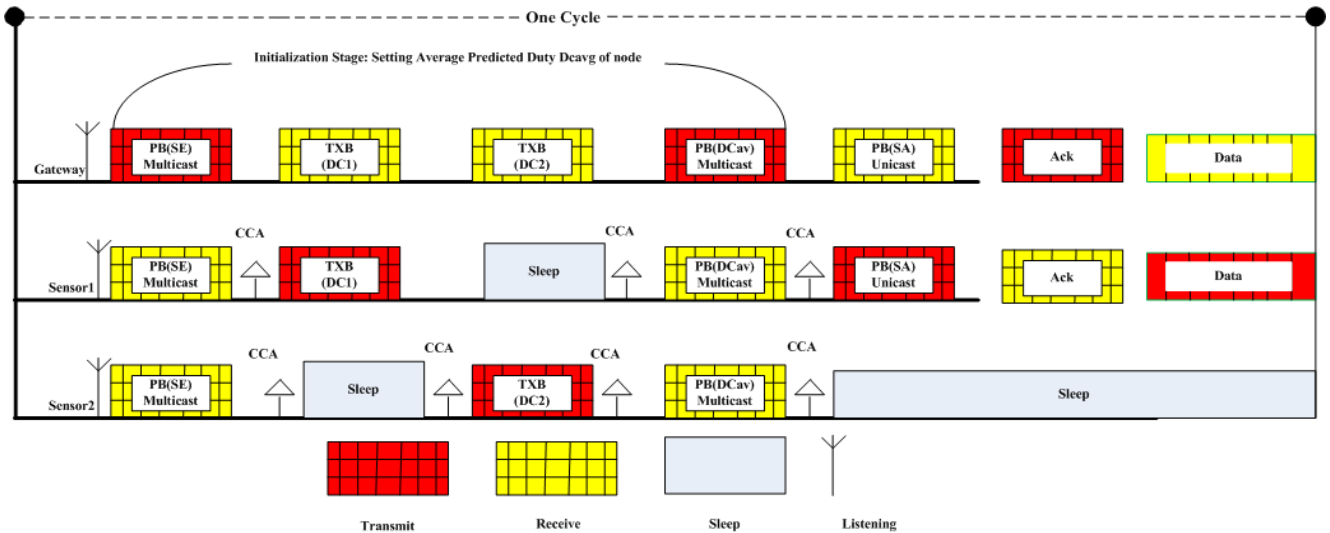 One Cycle
Initialization Stage: Setting Average Predicted Duty Dcavg of node
Gateway
PB(SE)
Multicast
TXB
(DC1)
TXB
(DC2)
PB(DCav)
Multicast
PB(SA)
Unicast
Ack
Data
CCA
CCA
CCA
Sensor1
PB(SE)
Multicast
TXB
(DC1)
Sleep
PB(DCav)
Multicast
PB(SA)
Unicast
Ack
Data
CCA
CCA
CCA
CCA
Sensor2
PB(SE)
Multicast
Sleep
TXB
(DC2)
PB(DCav)
Multicast
Sleep
Transmit
Receive
Sleep
Listening